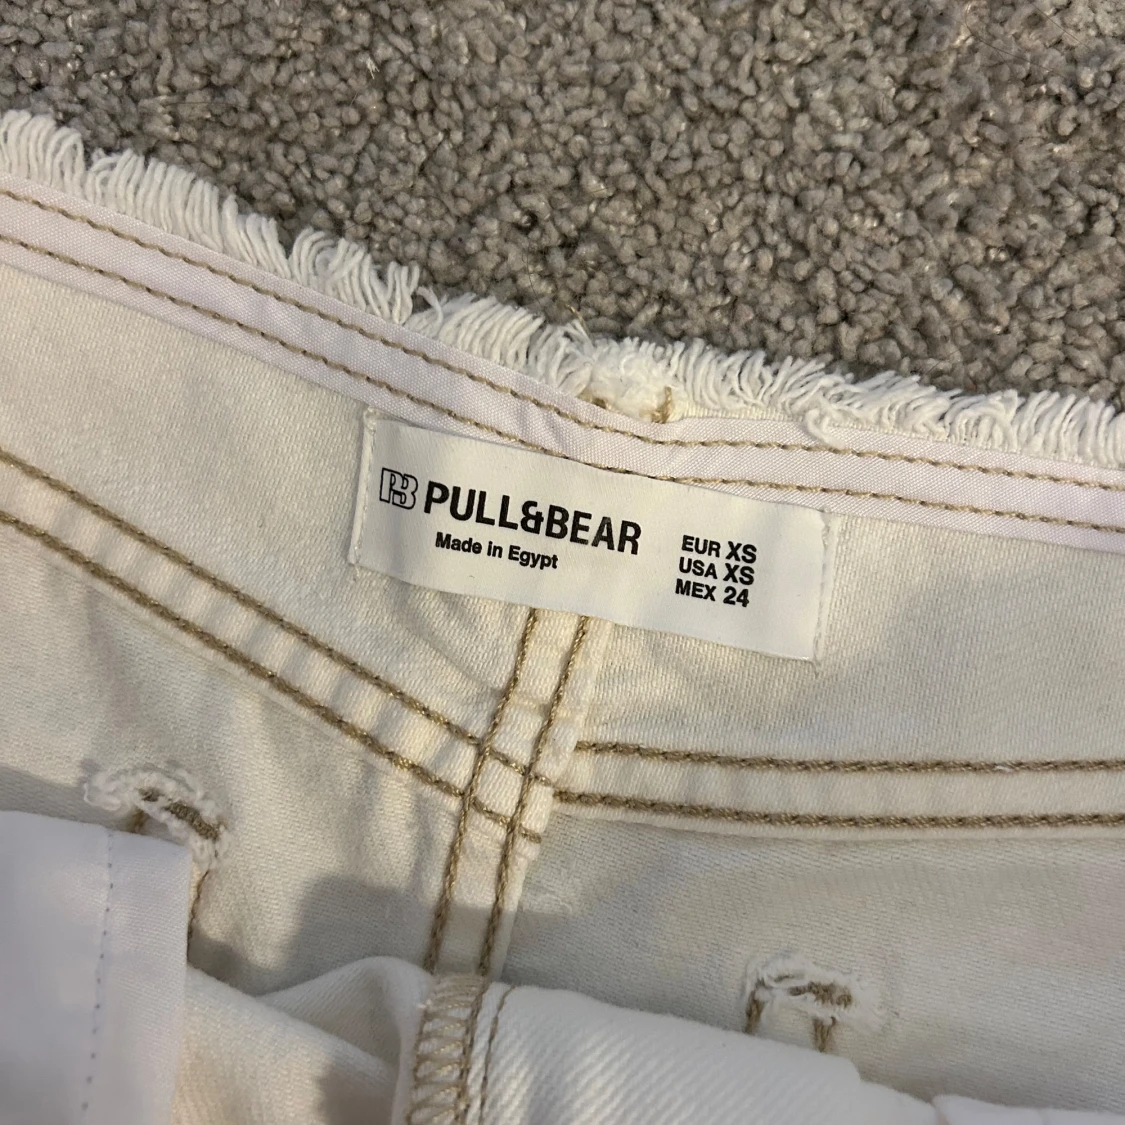 PB PULL&BEAR
Made in Egypt
EUR XS
USA XS
MEX 24